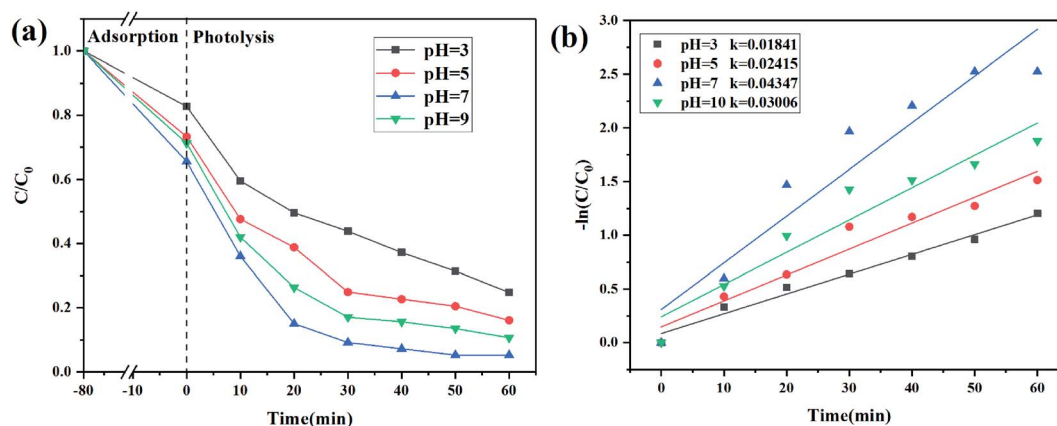 (a)
Adsorption Photolysis
pH=3
pH=5
pH=7
pH=9
1.0
0.8
0.6
0.4
0.2
0.0
C/C₀
-80 -10 0 10 20 30 40 50 60
Time(min)
(b)
pH=3 k=0.01841
pH=5 k=0.02415
pH=7 k=0.04347
pH=10 k=0.03006
3.0
2.5
2.0
1.5
1.0
0.5
0.0
-ln(C/C₀)
0 10 20 30 40 50 60
Time(min)